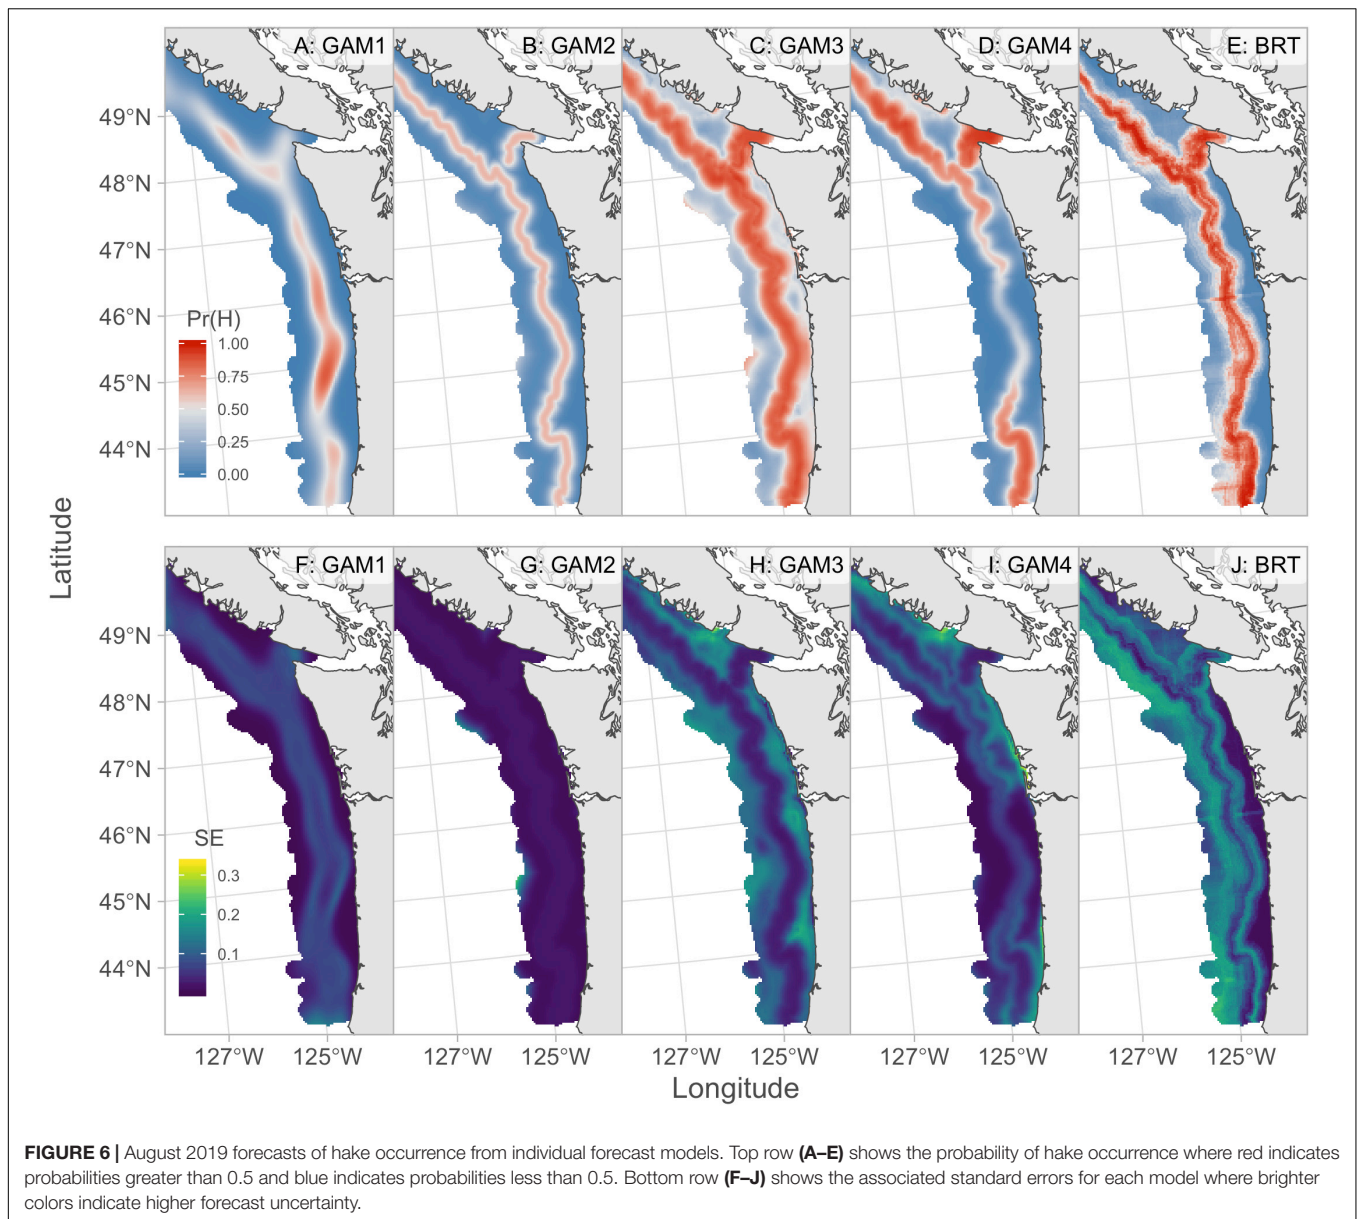 A: GAM1
B: GAM2
C: GAM3
D: GAM4
E: BRT
49°N
48°N
47°N
46°N
45°N
44°N
Pr(H)
1.00
0.75
0.50
0.25
0.00
Latitude
F: GAM1
G: GAM2
H: GAM3
I: GAM4
J: BRT
49°N
48°N
47°N
46°N
45°N
44°N
SE
0.3
0.2
0.1
127°W 125°W 127°W 125°W 127°W 125°W 127°W 125°W 127°W 125°W
Longitude
FIGURE 6 | August 2019 forecasts of hake occurrence from individual forecast models. Top row (A–E) shows the probability of hake occurrence where red indicates
probabilities greater than 0.5 and blue indicates probabilities less than 0.5. Bottom row (F–J) shows the associated standard errors for each model where brighter
colors indicate higher forecast uncertainty.